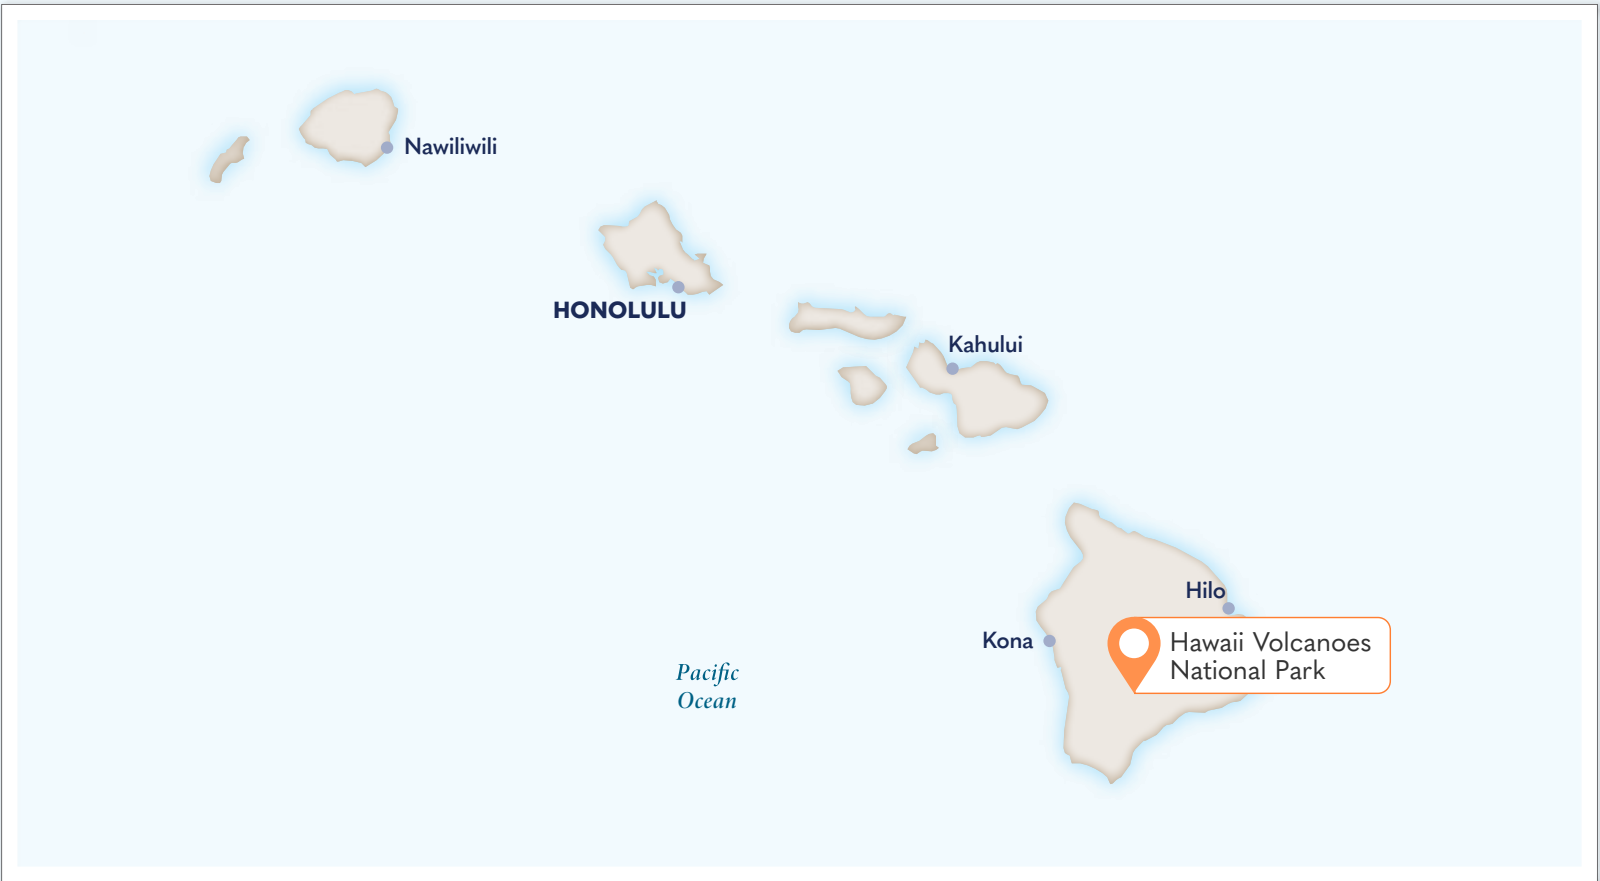 Nawiliwili
HONOLULU
Kahului
Hilo
Kona
Hawaii Volcanoes
National Park
Pacific
Ocean